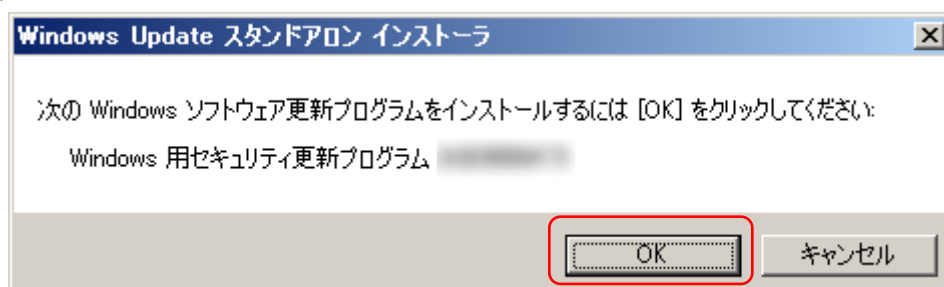 Windows Update スタンドアロン インストーラ
次の Windows ソフトウェア更新プログラムをインストールするには [OK] をクリックしてください:
Windows 用セキュリティ更新プログラム
OK
キャンセル